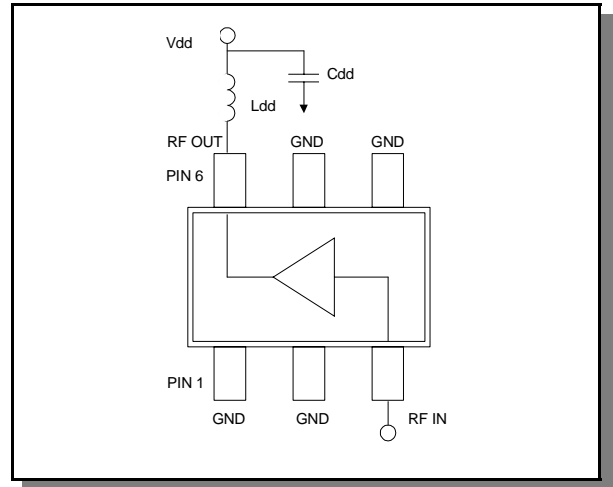 Vdd
Cdd
Ldd
RF OUT GND GND
PIN 6
PIN 1
GND GND RF IN